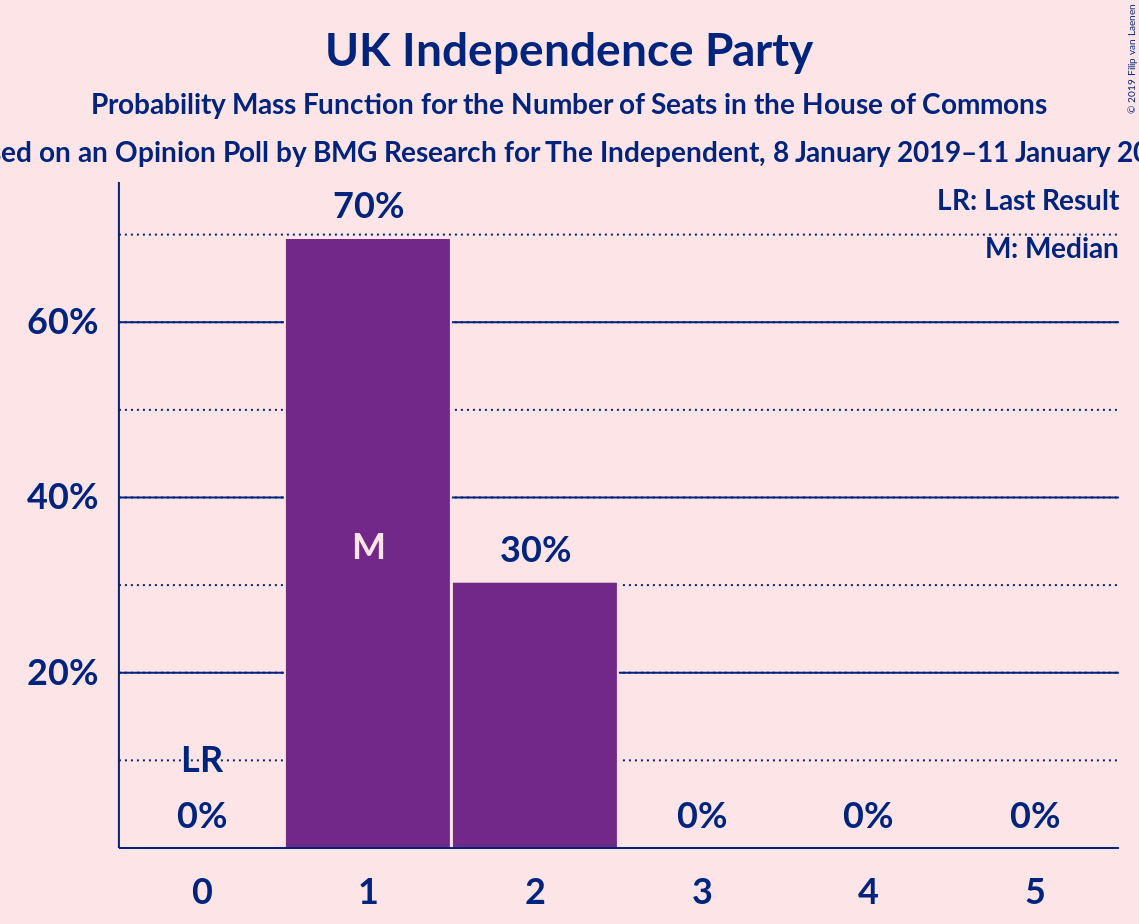 UK Independence Party
Probability Mass Function for the Number of Seats in the House of Commons
on an Opinion Poll by BMG Research for The Independent, 8 January 2019–11 January
© 2019 Filip van Laenen
LR: Last Result
M: Median
70%
60%
40%
M
30%
20%
LR
0%
0%
0%
0%
0 1 2 3 4 5